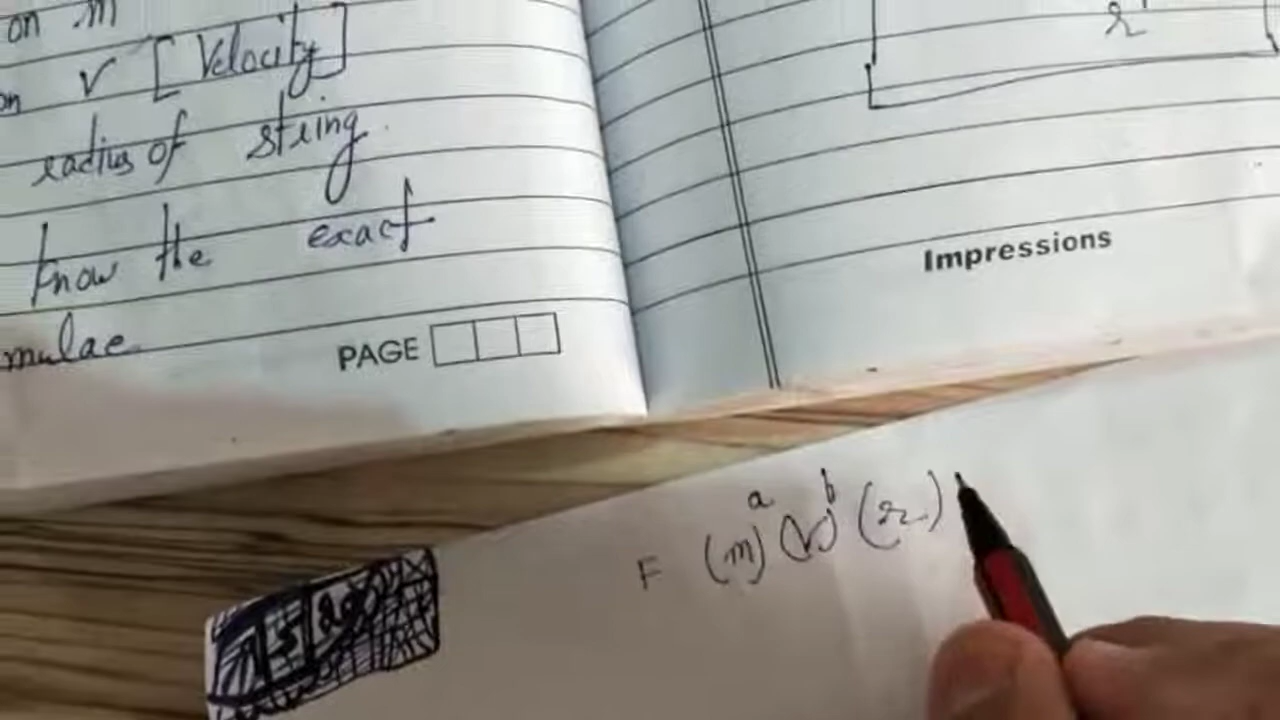 on m
on v [Velocity]
radius of string.
know the exact
mulae.
PAGE
r
Impressions
F (m)a (v)b (r)